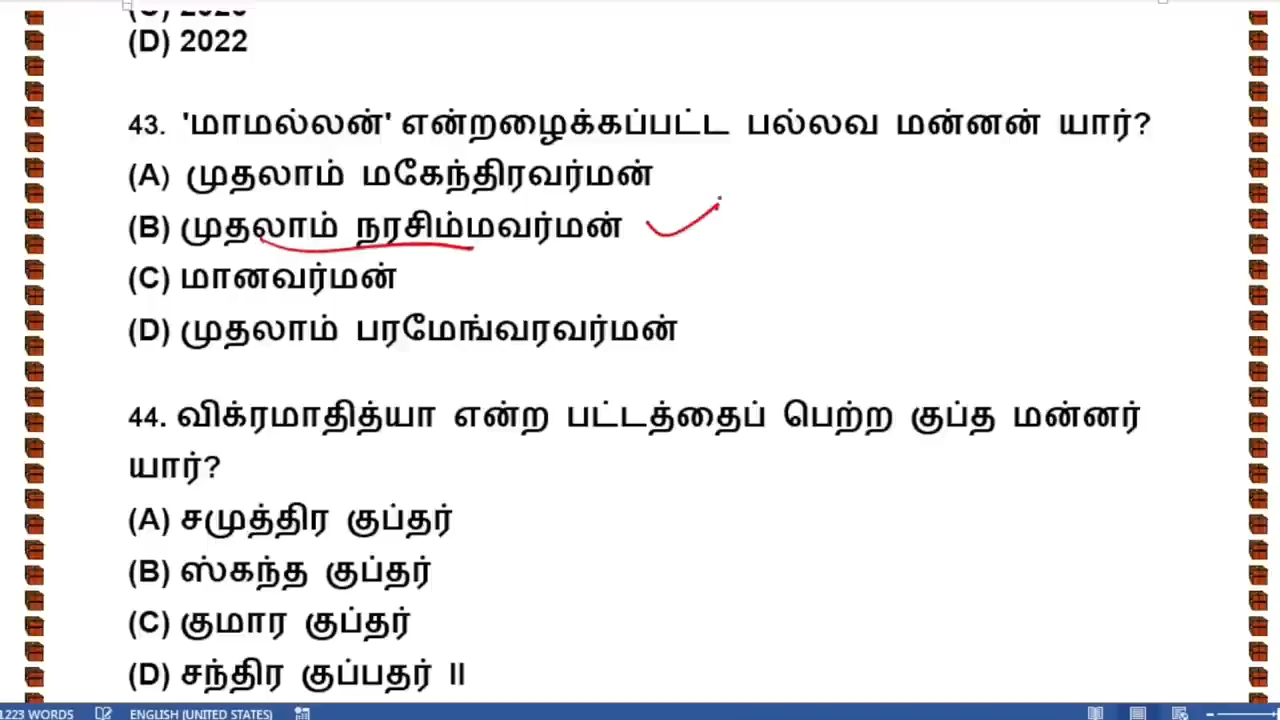 (D) 2022
43. 'மாமல்லன்' என்றழைக்கப்பட்ட பல்லவ மன்னன் யார்?
(A) முதலாம் மகேந்திரவர்மன்
(B) முதலாம் நரசிம்மவர்மன்
(C) மானவர்மன்
(D) முதலாம் பரமேங்வரவர்மன்
44. விக்ரமாதித்யா என்ற பட்டத்தைப் பெற்ற குப்த மன்னர்
யார்?
(A) சமுத்திர குப்தர்
(B) ஸ்கந்த குப்தர்
(C) குமார குப்தர்
(D) சந்திர குப்பதர் II
1223 WORDS ENGLISH (UNITED STATES)